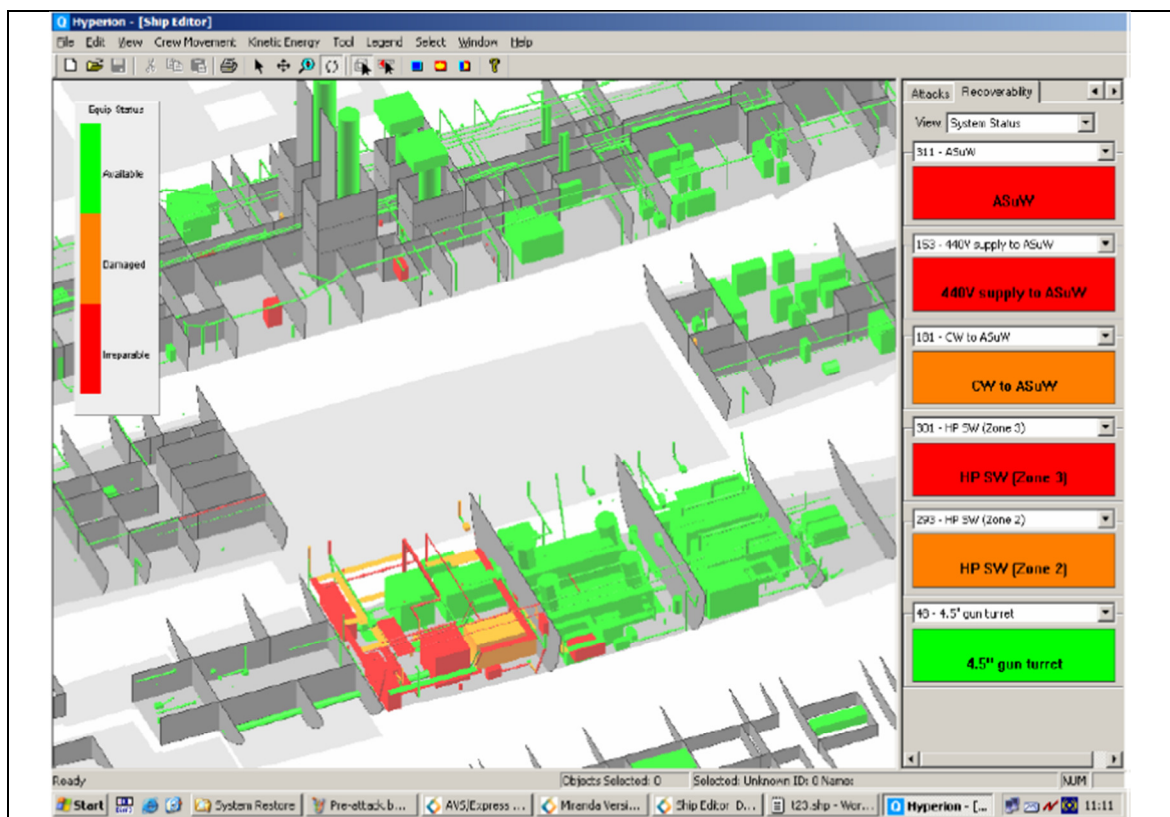 Hyperion - [Ship Editor]
File Edit View Crew Movement Kinetic Energy Tool Legend Select Window Help
Equip Status
Available
Damaged
Irreparable
Attacks Recoverability
View System Status
311 - ASuW
ASuW
153 - 440V supply to ASuW
440V supply to ASuW
181 - CW to ASuW
CW to ASuW
301 - HP SW (Zone 3)
HP SW (Zone 3)
293 - HP SW (Zone 2)
HP SW (Zone 2)
48 - 4.5" gun turret
4.5" gun turret
Ready Objects Selected: 0 Selected: Unknown ID: 0 Name: NUM
Start System Restore Pre-attack.b... AVS/Express ... Miranda Versi... Ship Editor D... t23.shp - Wor... Hyperion - [... 11:11